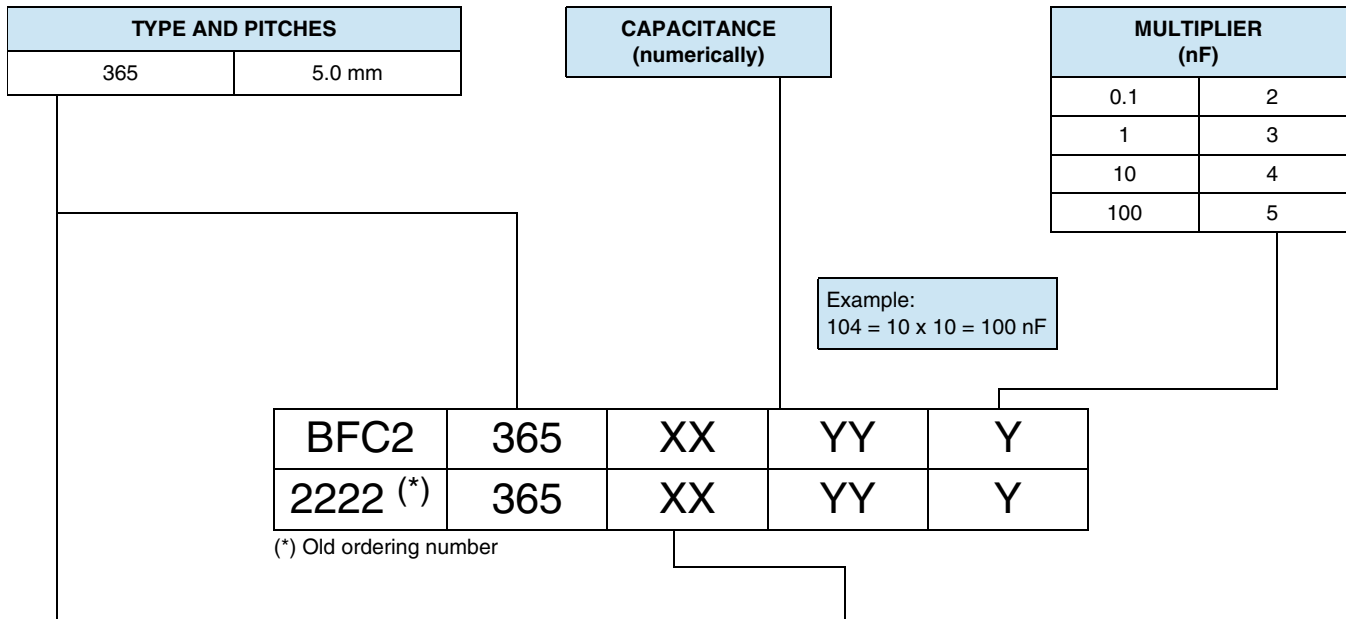 TYPE AND PITCHES
365 5.0 mm
CAPACITANCE
(numerically)
MULTIPLIER
(nF)
0.1 2
1 3
10 4
100 5
Example:
104 = 10 x 10 = 100 nF
BFC2 365 XX YY Y
2222 (*) 365 XX YY Y
(*) Old ordering number